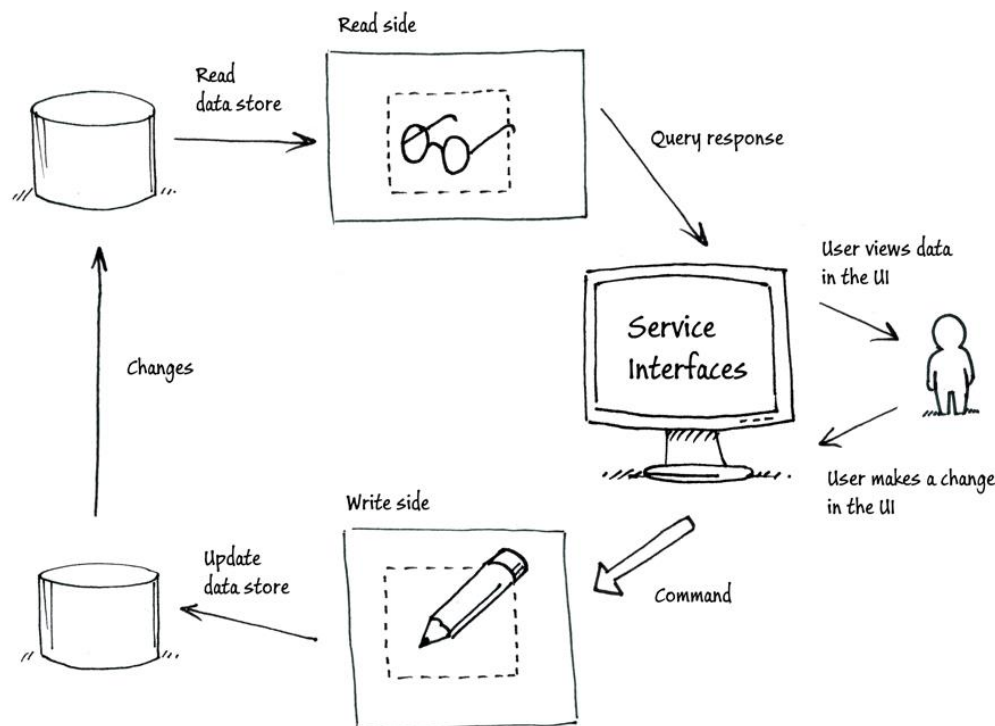 Read side
Read
data store
Query response
User views data
in the UI
Service
Interfaces
Changes
User makes a change
in the UI
Write side
Update
data store
Command